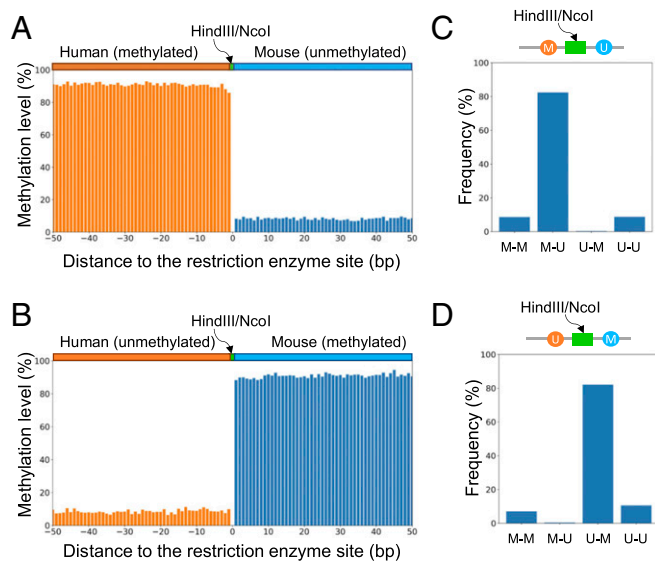 A
HindIII/NcoI
Human (methylated)
Mouse (unmethylated)
Methylation level (%)
100
80
60
40
20
0
−50
−40
−30
−20
−10
0
10
20
30
40
50
Distance to the restriction enzyme site (bp)
C
HindIII/NcoI
M
U
Frequency (%)
100
80
60
40
20
0
M-M
M-U
U-M
U-U
B
HindIII/NcoI
Human (unmethylated)
Mouse (methylated)
Methylation level (%)
100
80
60
40
20
0
−50
−40
−30
−20
−10
0
10
20
30
40
50
Distance to the restriction enzyme site (bp)
D
HindIII/NcoI
U
M
Frequency (%)
100
80
60
40
20
0
M-M
M-U
U-M
U-U